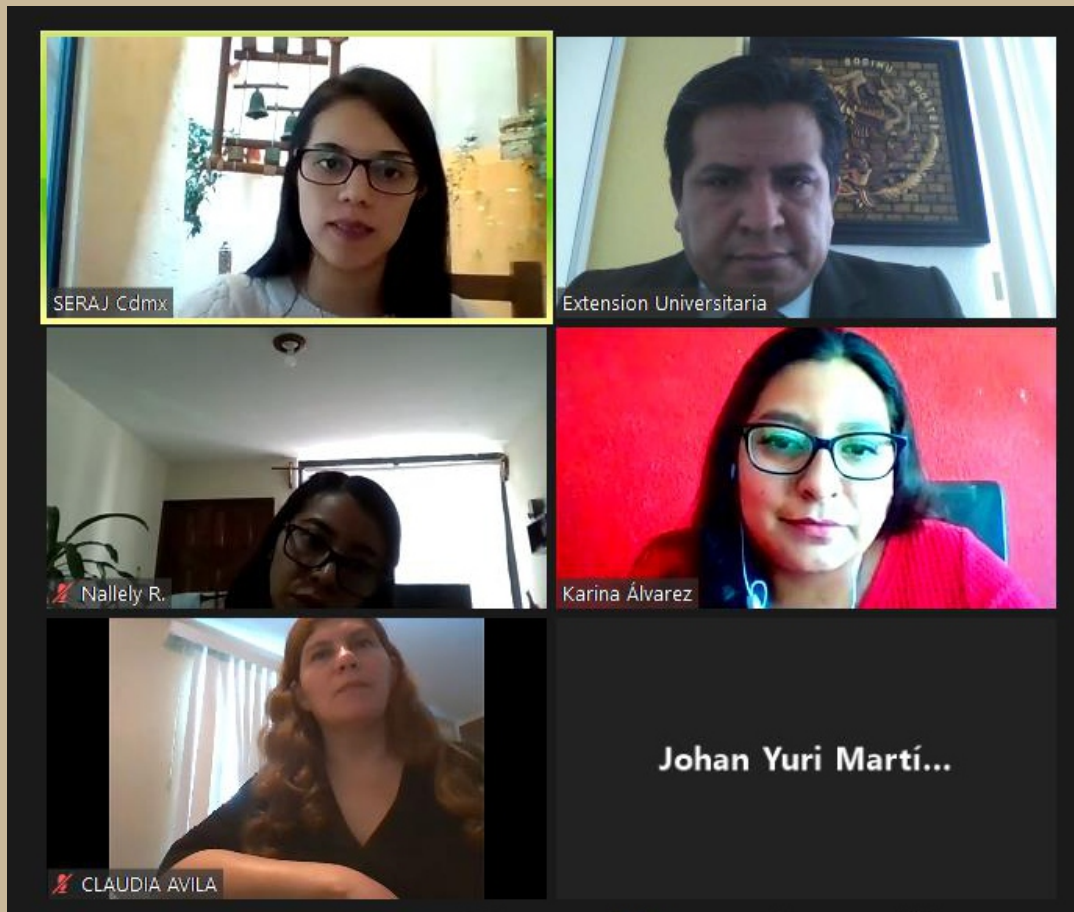 SERAJ Cdmx
Extension Universitaria
Nallely R.
Karina Álvarez
CLAUDIA AVILA
Johan Yuri Martí...